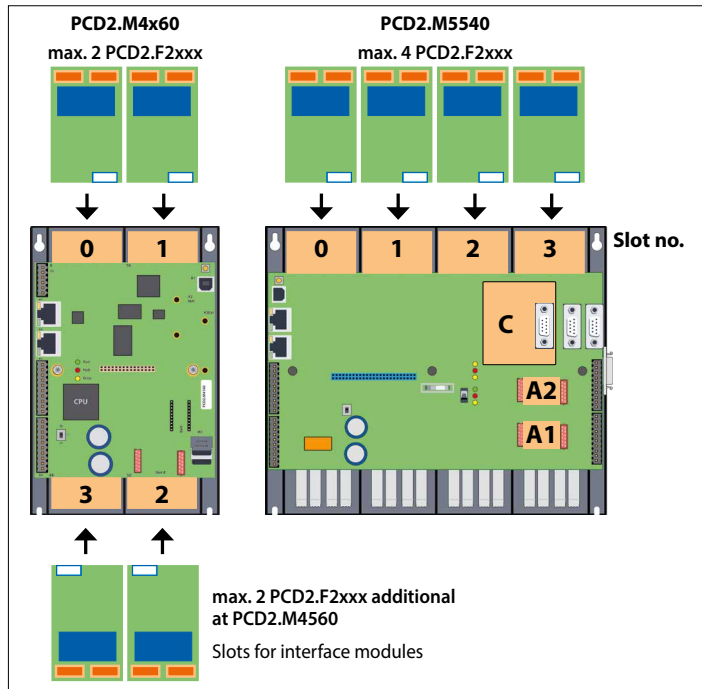 PCD2.M4x60
max. 2 PCD2.F2xxx
PCD2.M5540
max. 4 PCD2.F2xxx
0
1
0
1
2
3
Slot no.
C
CPU
A2
A1
3
2
max. 2 PCD2.F2xxx additional
at PCD2.M4560
Slots for interface modules